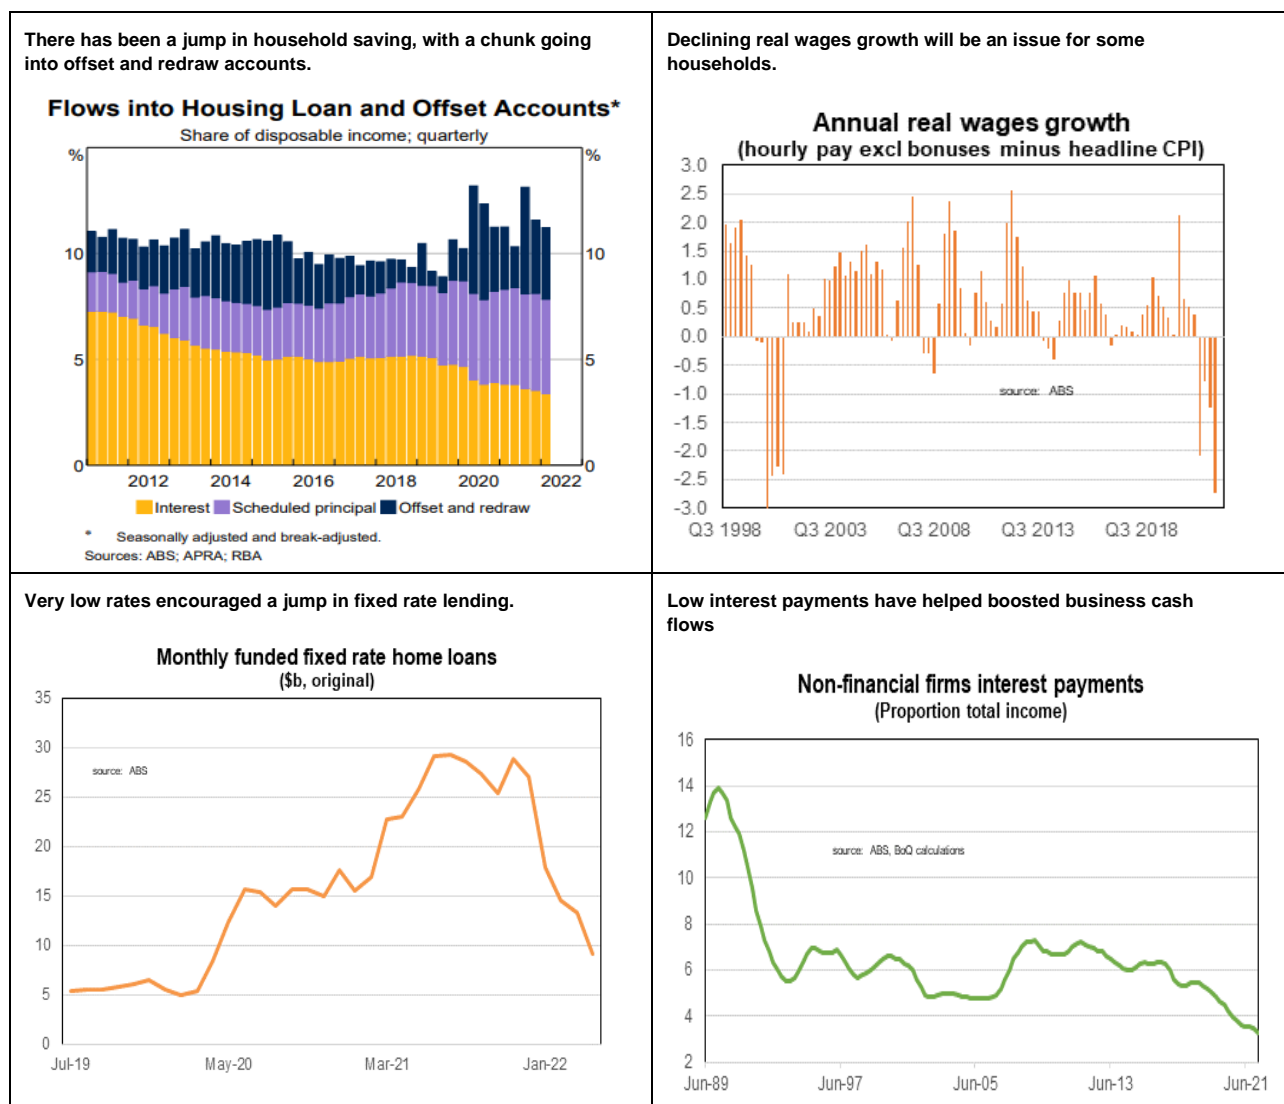 There has been a jump in household saving, with a chunk going
into offset and redraw accounts.
Flows into Housing Loan and Offset Accounts*
Share of disposable income; quarterly
% %
10 10
5 5
0 0
2012 2014 2016 2018 2020 2022
Interest Scheduled principal Offset and redraw
* Seasonally adjusted and break-adjusted.
Sources: ABS; APRA; RBA
Declining real wages growth will be an issue for some
households.
Annual real wages growth
(hourly pay excl bonuses minus headline CPI)
3.0
2.5
2.0
1.5
1.0
0.5
0.0
-0.5
-1.0
source: ABS
-1.5
-2.0
-2.5
-3.0
Q3 1998 Q3 2003 Q3 2008 Q3 2013 Q3 2018
Very low rates encouraged a jump in fixed rate lending.
Monthly funded fixed rate home loans
($b, original)
35
30
source: ABS
25
20
15
10
5
0
Jul-19 May-20 Mar-21 Jan-22
Low interest payments have helped boosted business cash
flows
Non-financial firms interest payments
(Proportion total income)
16
14
12
source: ABS, BoQ calculations
10
8
6
4
2
Jun-89 Jun-97 Jun-05 Jun-13 Jun-21